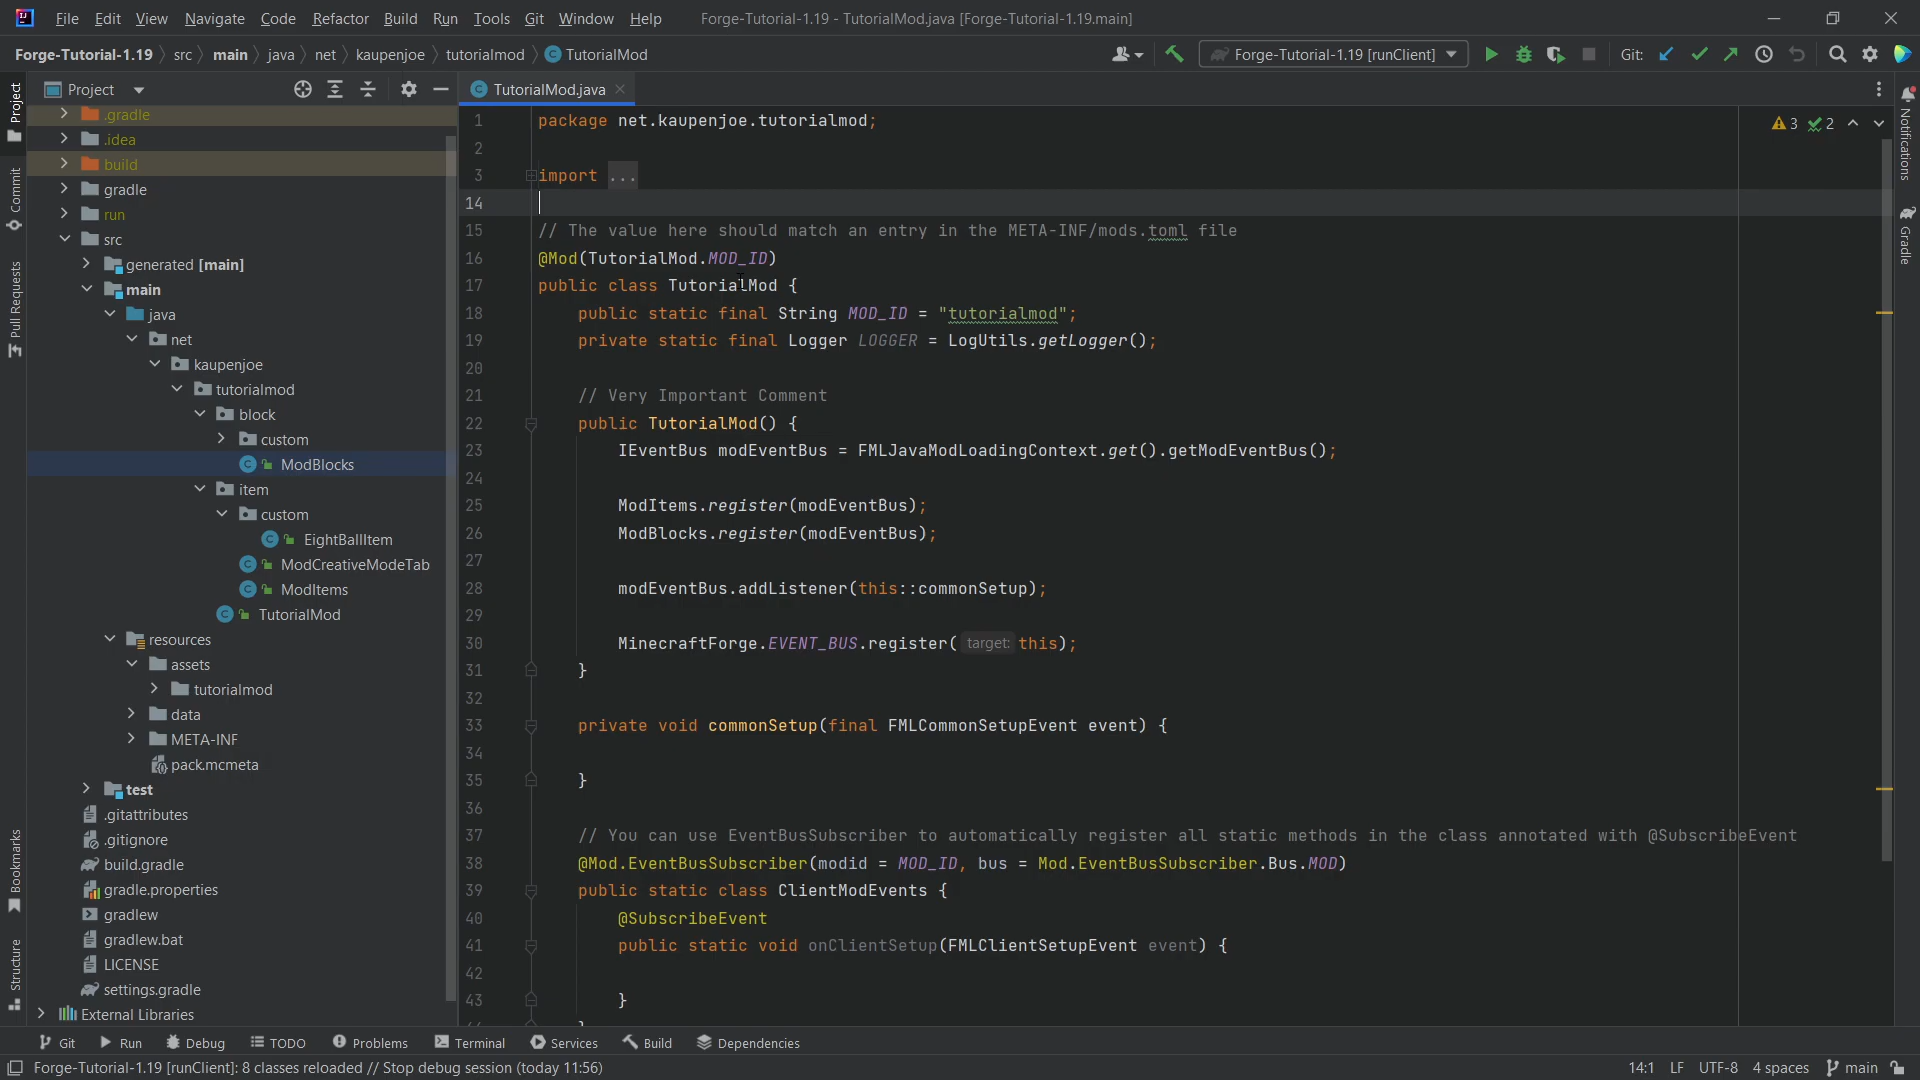 File Edit View Navigate Code Refactor Build Run Tools Git Window Help Forge-Tutorial-1.19 - TutorialMod.java [Forge-Tutorial-1.19.main]
Forge-Tutorial-1.19 src main java net kaupenjoe tutorialmod TutorialMod Forge-Tutorial-1.19 [runClient] Git:
Project
Commit
Pull Requests
Bookmarks
Structure
Project
.gradle
.idea
build
gradle
run
src
generated [main]
main
java
net
kaupenjoe
tutorialmod
block
custom
ModBlocks
item
custom
EightBallItem
ModCreativeModeTab
ModItems
TutorialMod
resources
assets
tutorialmod
data
META-INF
pack.mcmeta
test
.gitattributes
.gitignore
build.gradle
gradle.properties
gradlew
gradlew.bat
LICENSE
settings.gradle
External Libraries
TutorialMod.java
3 2
1 package net.kaupenjoe.tutorialmod;
2
3 import ...
14
15 // The value here should match an entry in the META-INF/mods.toml file
16 @Mod(TutorialMod.MOD_ID)
17 public class TutorialMod {
18 public static final String MOD_ID = "tutorialmod";
19 private static final Logger LOGGER = LogUtils.getLogger();
20
21 // Very Important Comment
22 public TutorialMod() {
23 IEventBus modEventBus = FMLJavaModLoadingContext.get().getModEventBus();
24
25 ModItems.register(modEventBus);
26 ModBlocks.register(modEventBus);
27
28 modEventBus.addListener(this::commonSetup);
29
30 MinecraftForge.EVENT_BUS.register( target: this);
31 }
32
33 private void commonSetup(final FMLCommonSetupEvent event) {
34
35 }
36
37 // You can use EventBusSubscriber to automatically register all static methods in the class annotated with @SubscribeEvent
38 @Mod.EventBusSubscriber(modid = MOD_ID, bus = Mod.EventBusSubscriber.Bus.MOD)
39 public static class ClientModEvents {
40 @SubscribeEvent
41 public static void onClientSetup(FMLClientSetupEvent event) {
42
43 }
44 }
Notifications
Gradle
Git Run Debug TODO Problems Terminal Services Build Dependencies
Forge-Tutorial-1.19 [runClient]: 8 classes reloaded // Stop debug session (today 11:56) 14:1 LF UTF-8 4 spaces main